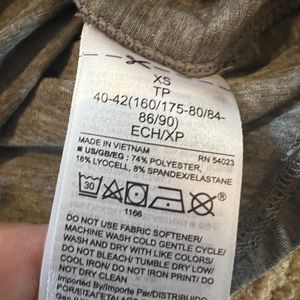 XS
TP
40-42(160/175-80/84-
86/90)
ECH/XP
MADE IN VIETNAM RN 54023
■ US/GB/EG: 74% POLYESTER,
18% LYOCELL, 8% SPANDEX/ELASTANE
30
1166
DO NOT USE FABRIC SOFTENER/
MACHINE WASH COLD GENTLE CYCLE/
WASH AND DRY WITH LIKE COLORS/
DO NOT BLEACH/ TUMBLE DRY LOW/
COOL IRON/ DO NOT IRON PRINT/ DO
NOT DRY CLEAN
Imported by/Importe Par/DISTRIBUIDO